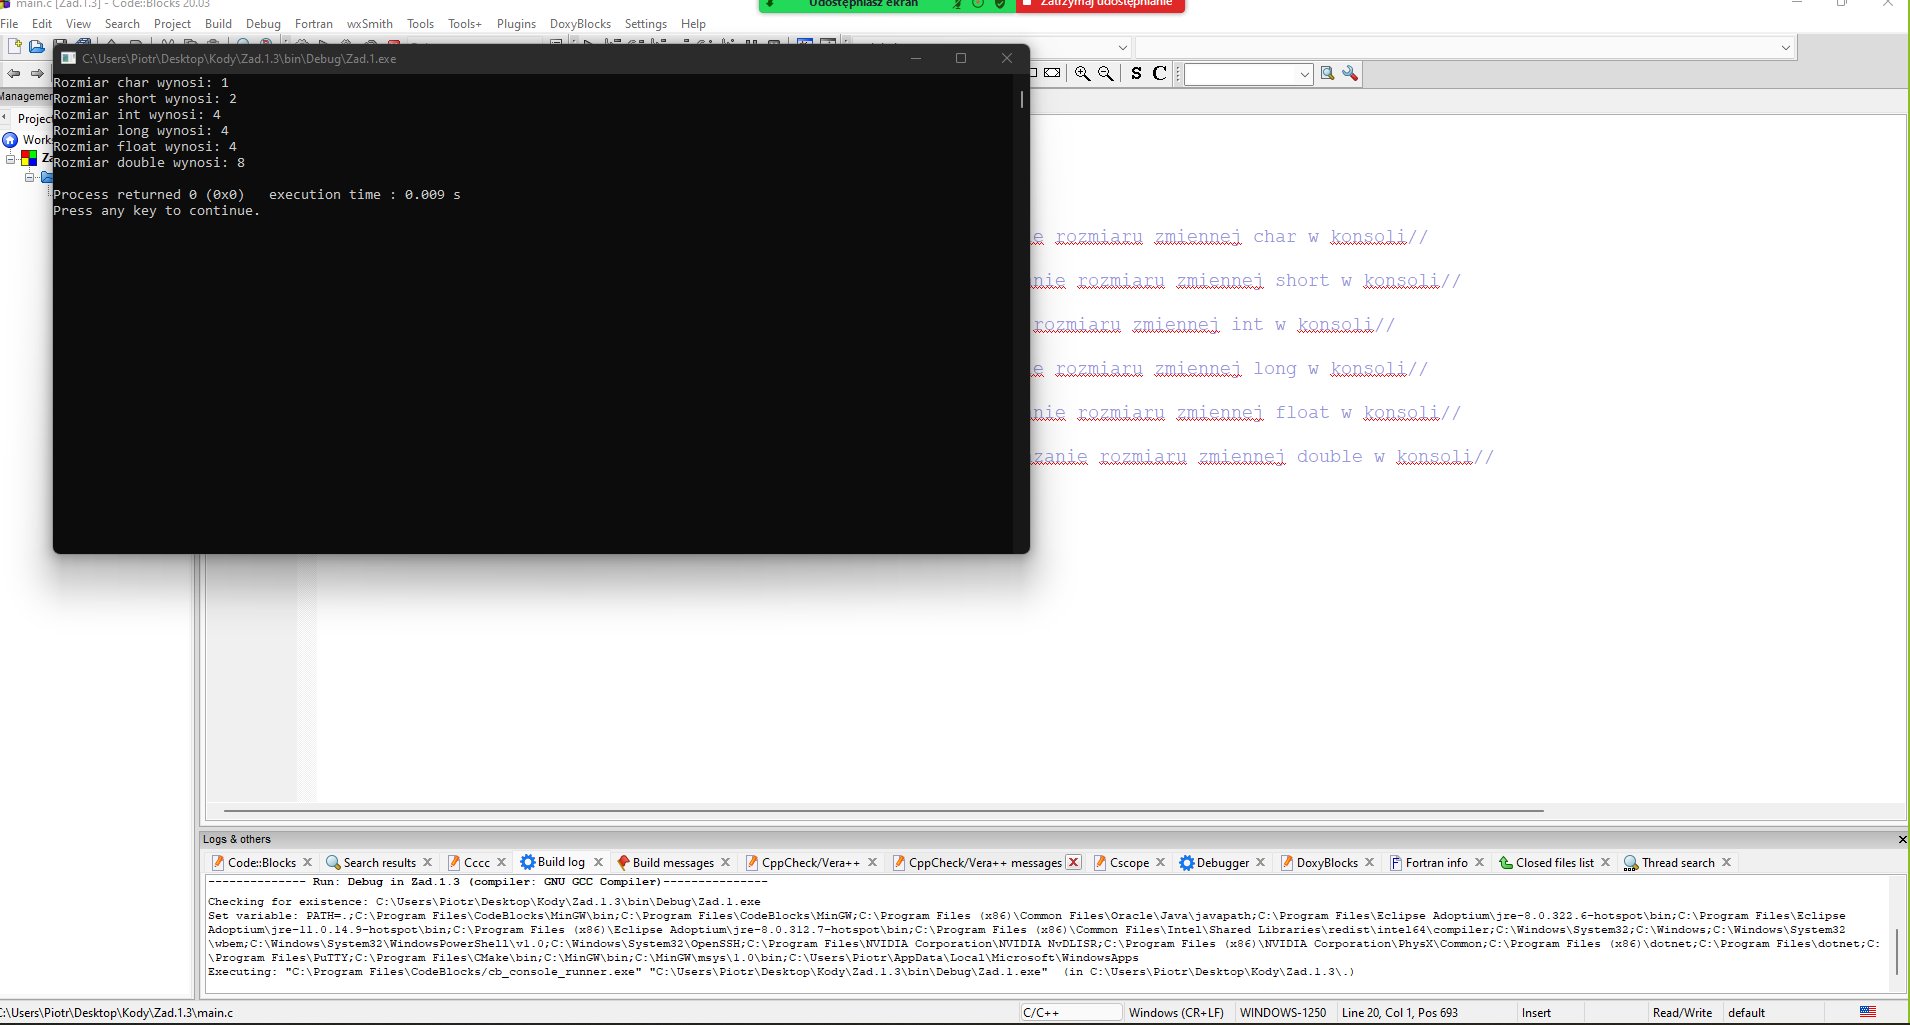 main.c [Zad.1.3] - Code::Blocks 20.03
Udostępniasz ekran
Zatrzymaj udostępnianie
File Edit View Search Project Build Debug Fortran wxSmith Tools Tools+ Plugins DoxyBlocks Settings Help
C:\Users\Piotr\Desktop\Kody\Zad.1.3\bin\Debug\Zad.1.exe
S C
Rozmiar char wynosi: 1
Rozmiar short wynosi: 2
Rozmiar int wynosi: 4
Rozmiar long wynosi: 4
Rozmiar float wynosi: 4
Rozmiar double wynosi: 8
Process returned 0 (0x0) execution time : 0.009 s
Press any key to continue.
rozmiaru zmiennej char w konsoli//
rozmiaru zmiennej short w konsoli//
rozmiaru zmiennej int w konsoli//
rozmiaru zmiennej long w konsoli//
rozmiaru zmiennej float w konsoli//
rozmiaru zmiennej double w konsoli//
Logs & others
Code::Blocks Search results Cccc Build log Build messages CppCheck/Vera++ CppCheck/Vera++ messages Cscope Debugger DoxyBlocks Fortran info Closed files list Thread search
-------------- Run: Debug in Zad.1.3 (compiler: GNU GCC Compiler)---------------
Checking for existence: C:\Users\Piotr\Desktop\Kody\Zad.1.3\bin\Debug\Zad.1.exe
Set variable: PATH=.;C:\Program Files\CodeBlocks\MinGW\bin;C:\Program Files\CodeBlocks\MinGW;C:\Program Files (x86)\Common Files\Oracle\Java\javapath;C:\Program Files\Eclipse Adoptium\jre-8.0.322.6-hotspot\bin;C:\Program Files\Eclipse
Adoptium\jre-11.0.14.9-hotspot\bin;C:\Program Files (x86)\Eclipse Adoptium\jre-8.0.312.7-hotspot\bin;C:\Program Files (x86)\Common Files\Intel\Shared Libraries\redist\intel64\compiler;C:\Windows\System32;C:\Windows;C:\Windows\System32
\wbem;C:\Windows\System32\WindowsPowerShell\v1.0;C:\Windows\System32\OpenSSH;C:\Program Files\NVIDIA Corporation\NVIDIA NvDLISR;C:\Program Files (x86)\NVIDIA Corporation\PhysX\Common;C:\Program Files (x86)\dotnet;C:\Program Files\dotnet;C:
\Program Files\PuTTY;C:\Program Files\CMake\bin;C:\MinGW\bin;C:\MinGW\msys\1.0\bin;C:\Users\Piotr\AppData\Local\Microsoft\WindowsApps
Executing: "C:\Program Files\CodeBlocks/cb_console_runner.exe" "C:\Users\Piotr\Desktop\Kody\Zad.1.3\bin\Debug\Zad.1.exe" (in C:\Users\Piotr\Desktop\Kody\Zad.1.3\.)
C:\Users\Piotr\Desktop\Kody\Zad.1.3\main.c C/C++ Windows (CR+LF) WINDOWS-1250 Line 20, Col 1, Pos 693 Insert Read/Write default